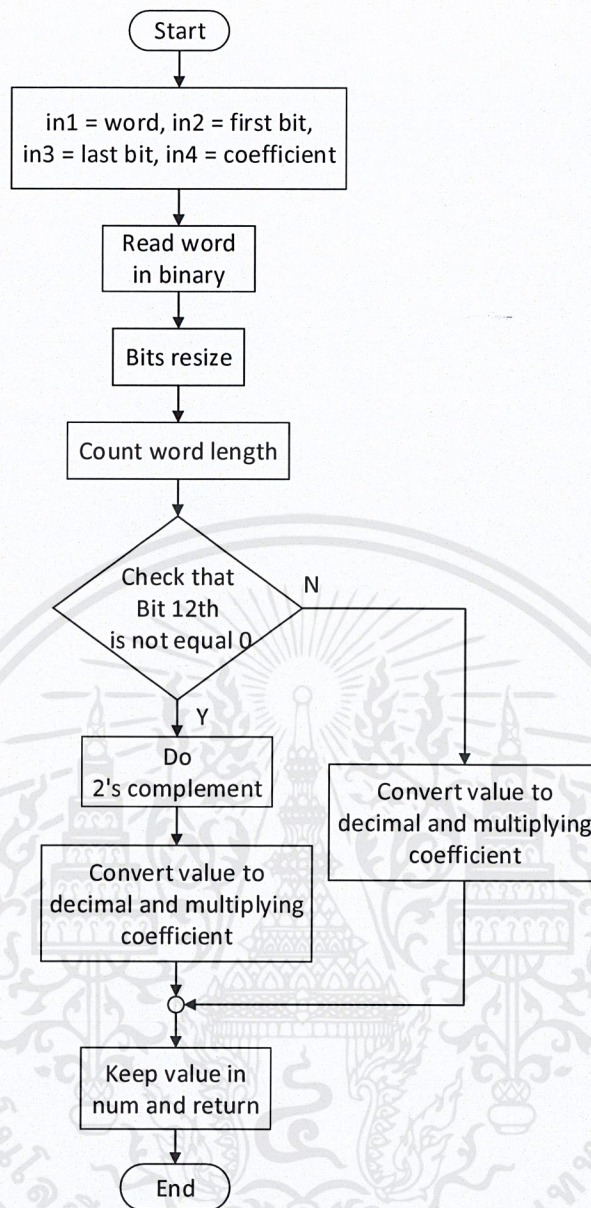 Start
in1 = word, in2 = first bit,
in3 = last bit, in4 = coefficient
Read word
in binary
Bits resize
Count word length
Check that
Bit 12th
is not equal 0
N
Y
Do
2's complement
Convert value to
decimal and multiplying
coefficient
Convert value to
decimal and multiplying
coefficient
Keep value in
num and return
End